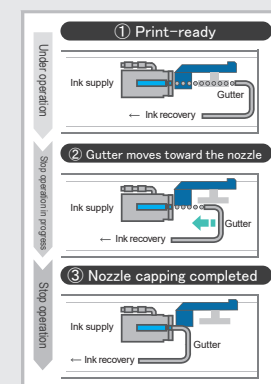 Under operation
① Print-ready
Ink supply
Gutter
← Ink recovery
Stop operation in progress
② Gutter moves toward the nozzle
Ink supply
Gutter
← Ink recovery
Stop operation
③ Nozzle capping completed
Ink supply
Gutter
← Ink recovery